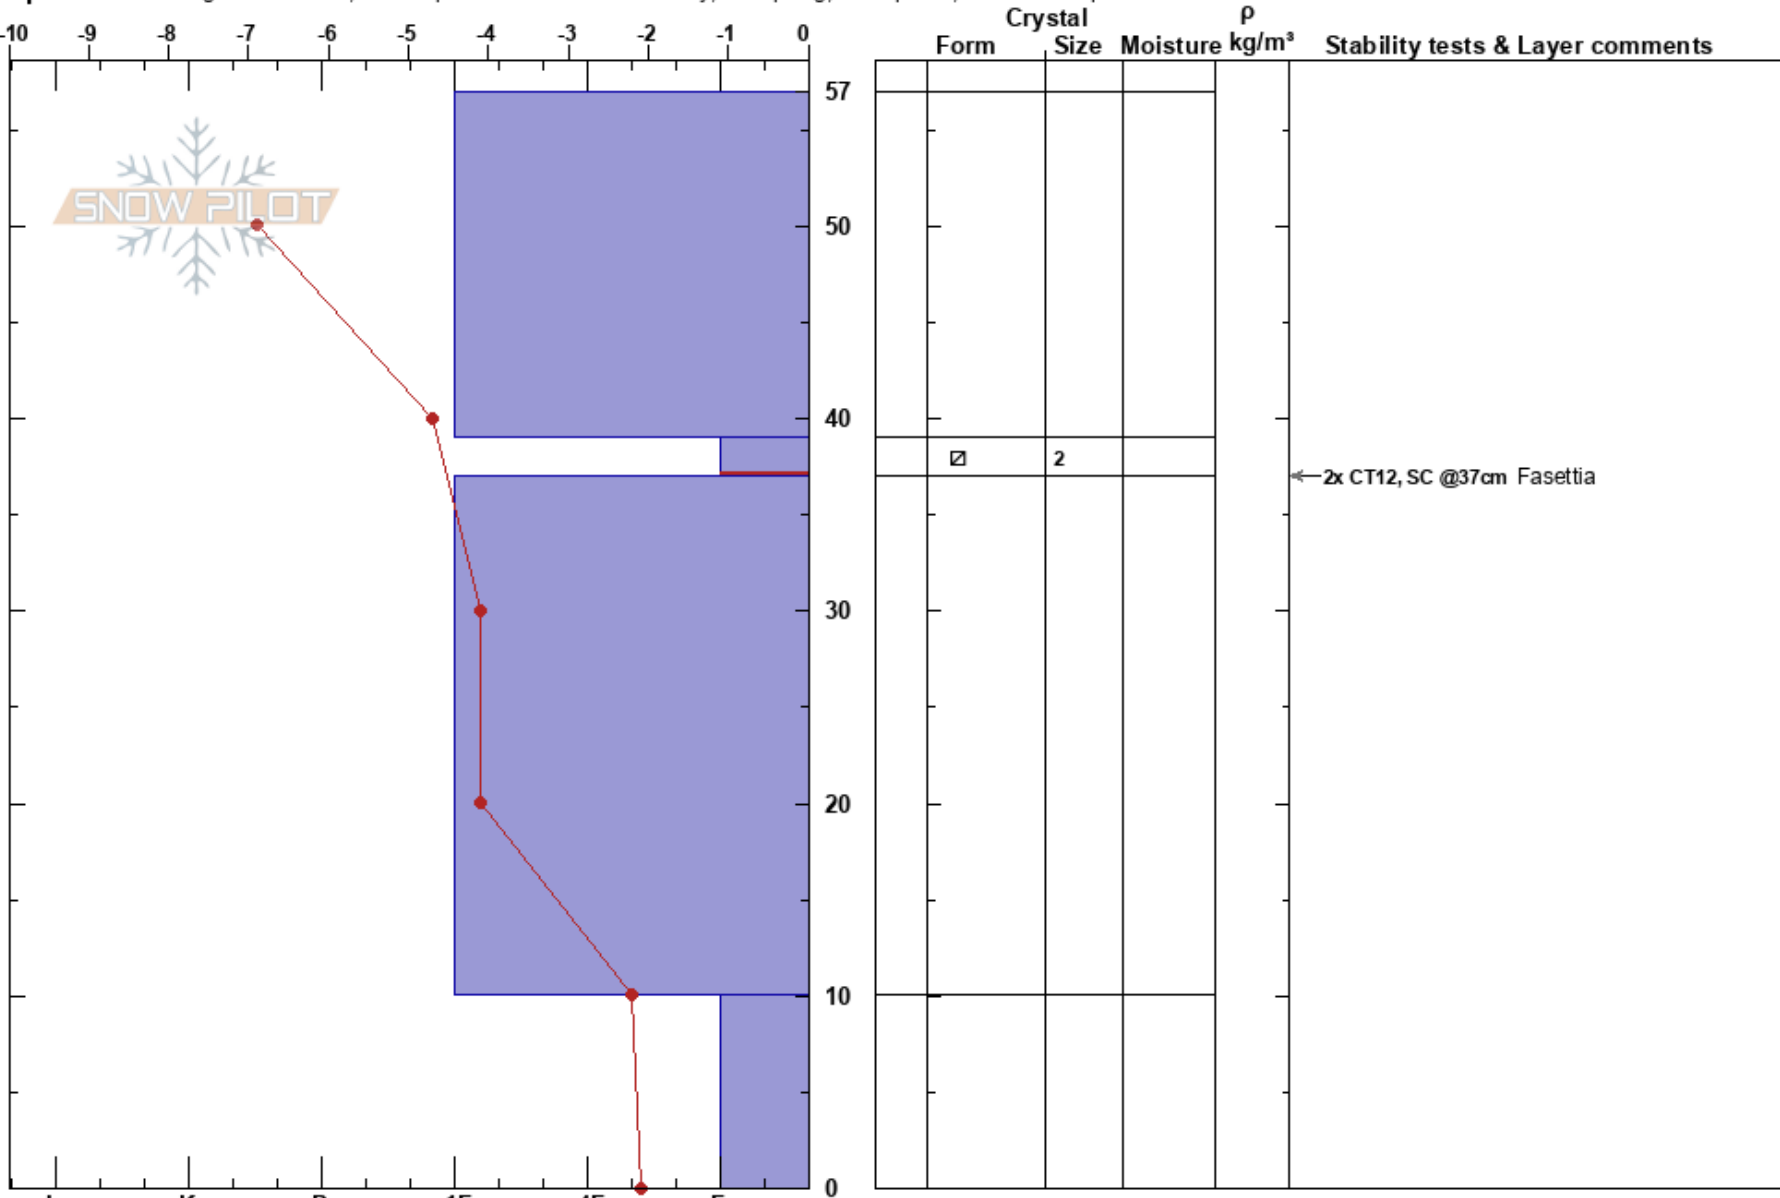 Crystal
ρ
-10 -9 -8 -7 -6 -5 -4 -3 -2 -1 0
Form Size Moisture kg/m³ Stability tests & Layer comments
57
SNOW PILOT
50
40
2
2x CT12, SC @37cm Fasettia
30
20
10
0